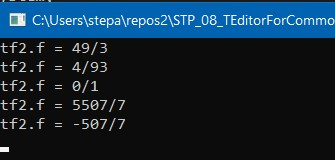 C:\Users\stepa\repos2\STP_08_TEditorForCommo
tf2.f = 49/3
tf2.f = 4/93
tf2.f = 0/1
tf2.f = 5507/7
tf2.f = -507/7